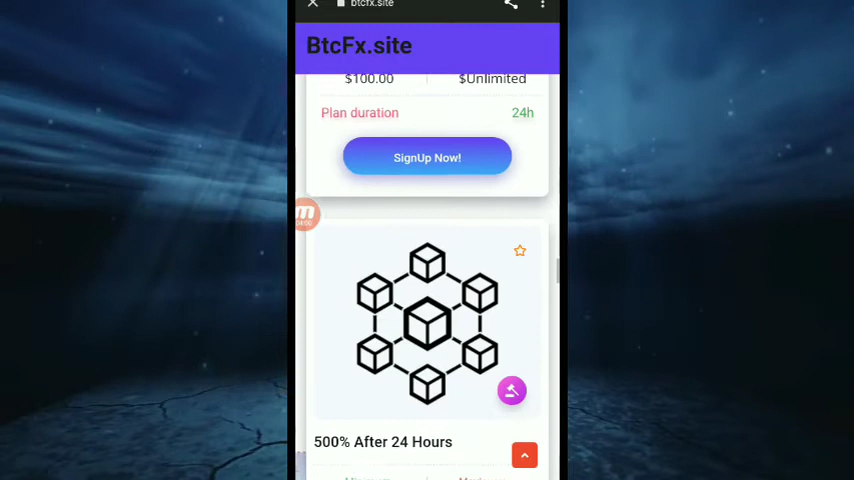 btcfx.site
BtcFx.site
$100.00 $Unlimited
Plan duration 24h
SignUp Now!
500% After 24 Hours